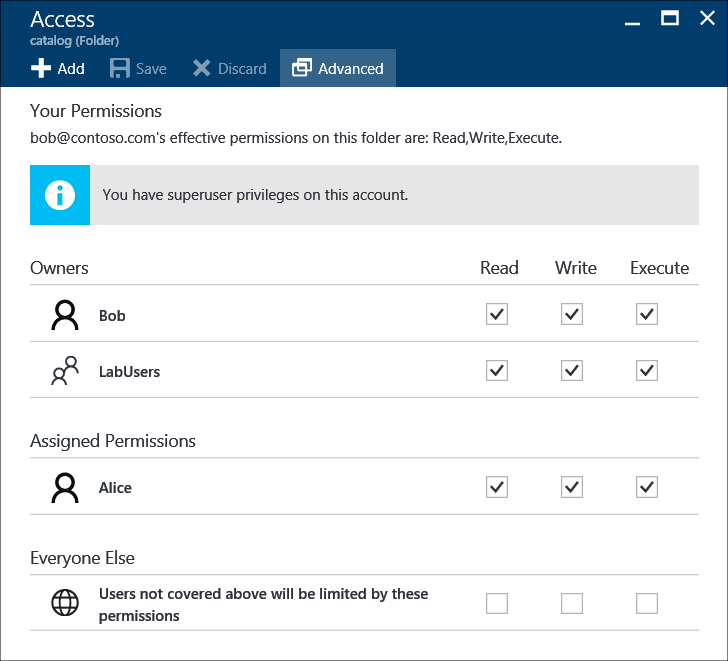 Access
catalog (Folder)
Add Save Discard Advanced
Your Permissions
bob@contoso.com's effective permissions on this folder are: Read,Write,Execute.
You have superuser privileges on this account.
Owners Read Write Execute
Bob
LabUsers
Assigned Permissions
Alice
Everyone Else
Users not covered above will be limited by these
permissions